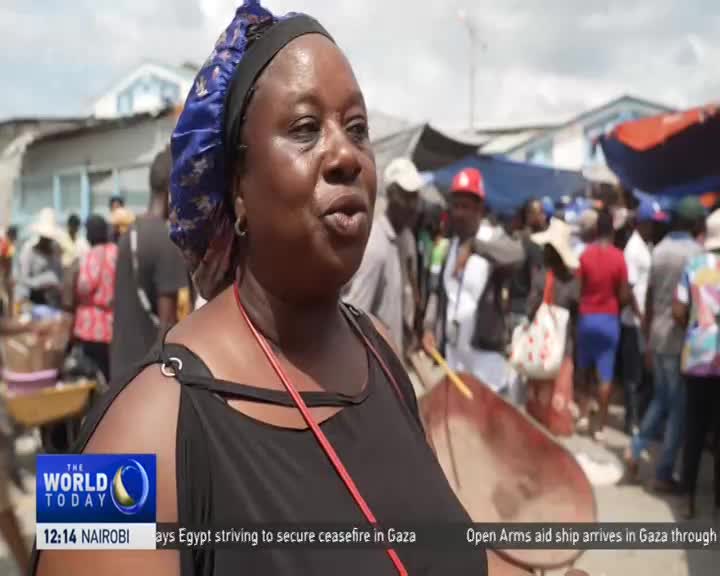 THE
WORLD
TODAY
12:14 NAIROBI
ays Egypt striving to secure ceasefire in Gaza Open Arms aid ship arrives in Gaza through